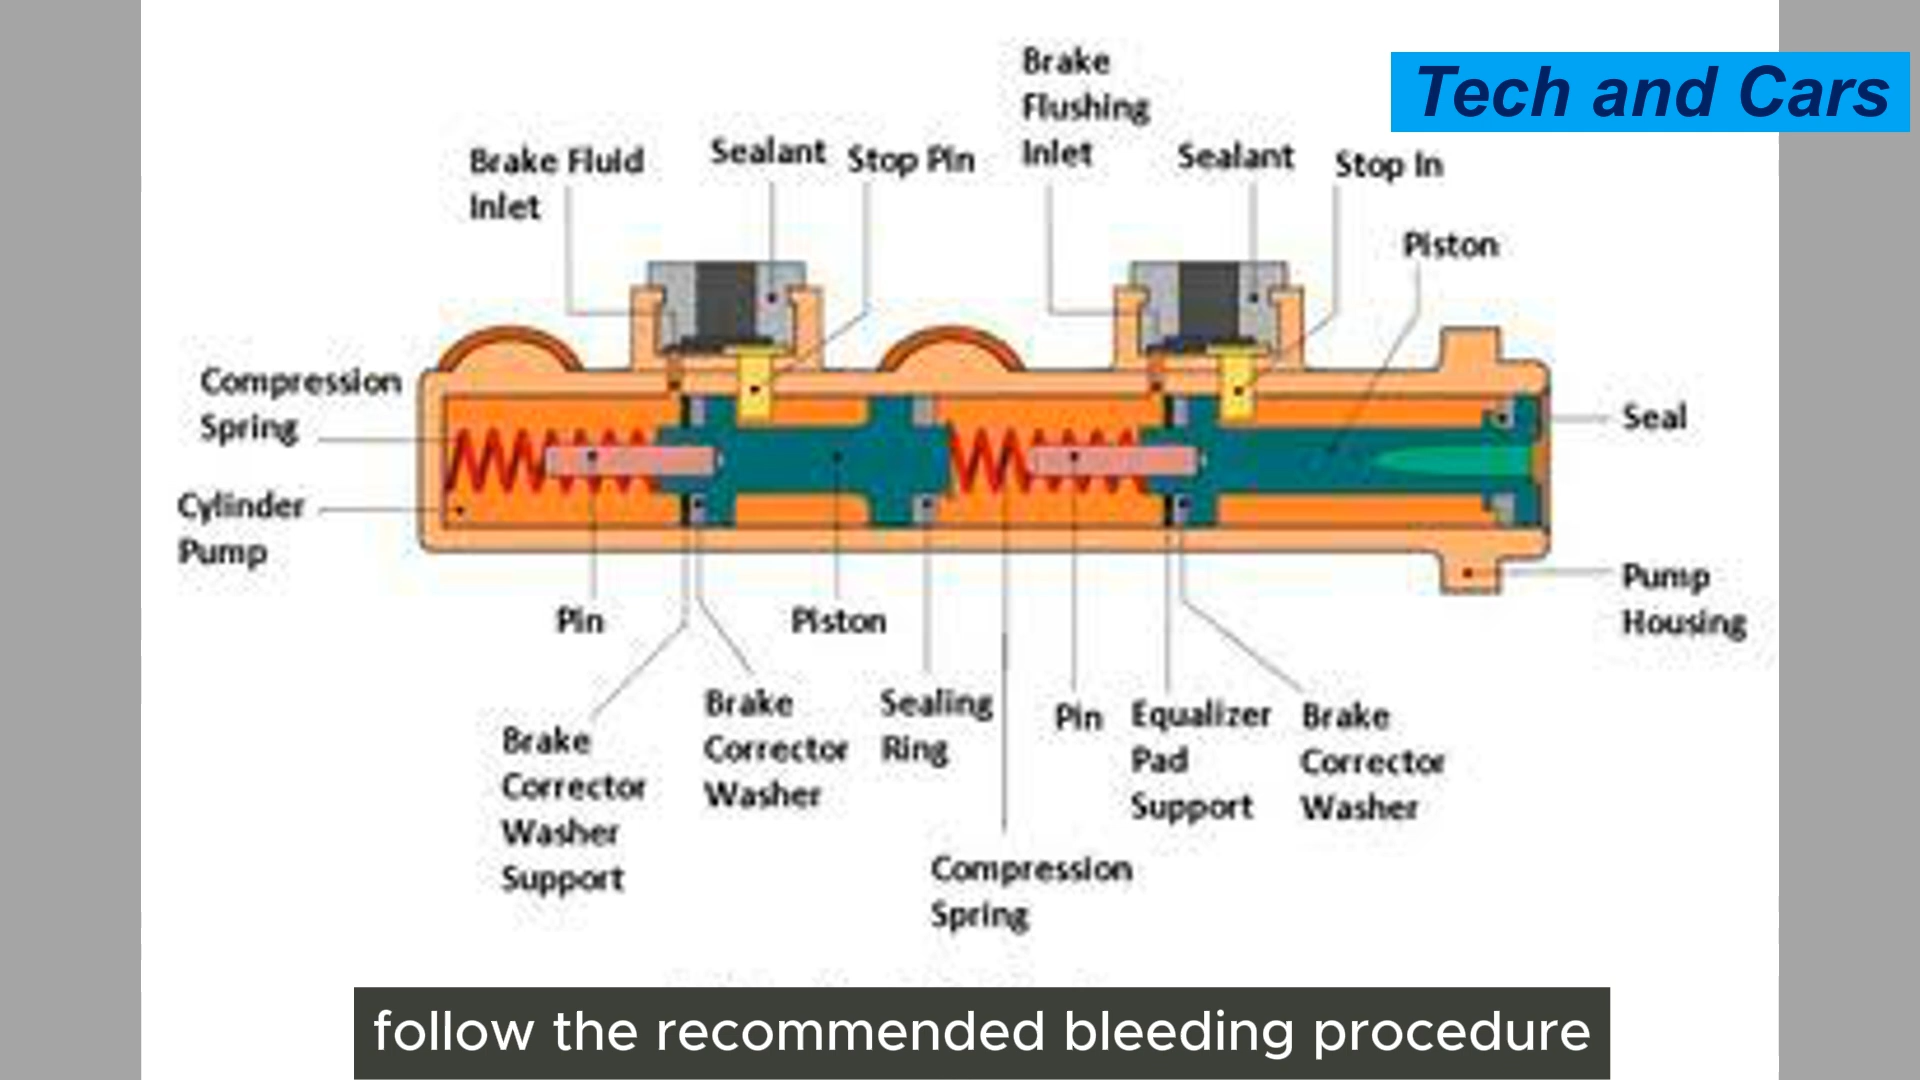 Tech and Cars
Brake
Flushing
Inlet
Brake Fluid
Inlet
Sealant
Stop Pin
Sealant
Stop In
Piston
Compression
Spring
Seal
Cylinder
Pump
Pump
Housing
Pin
Piston
Brake
Corrector
Washer
Support
Brake
Corrector
Washer
Sealing
Ring
Pin
Equalizer
Pad
Support
Brake
Corrector
Washer
Compression
Spring
follow the recommended bleeding procedure